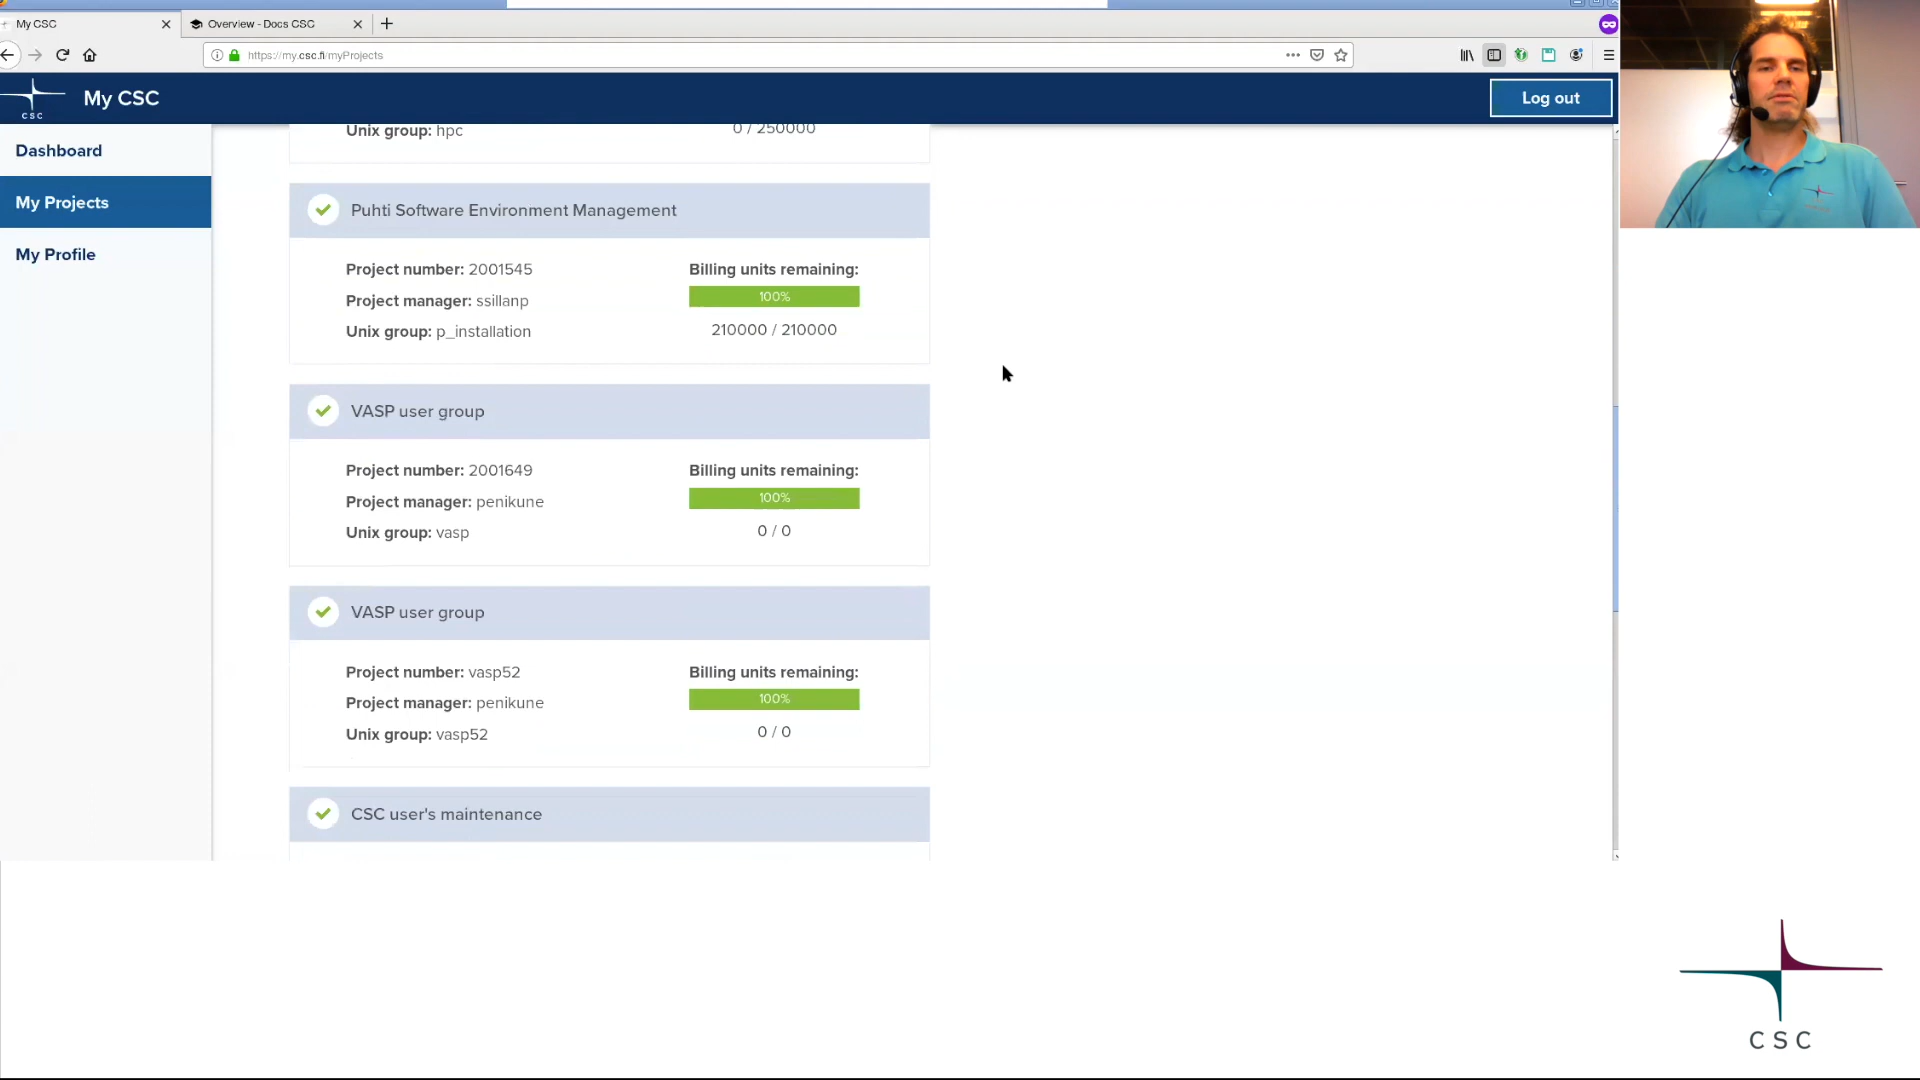 My CSC
Overview - Docs CSC
https://my.csc.fi/myProjects
CSC
My CSC
Log out
Dashboard
My Projects
My Profile
Unix group: hpc
0 / 250000
Puhti Software Environment Management
Project number: 2001545
Billing units remaining:
Project manager: ssillanp
100%
Unix group: p_installation
210000 / 210000
VASP user group
Project number: 2001649
Billing units remaining:
Project manager: penikune
100%
Unix group: vasp
0 / 0
VASP user group
Project number: vasp52
Billing units remaining:
Project manager: penikune
100%
Unix group: vasp52
0 / 0
CSC user's maintenance
CSC